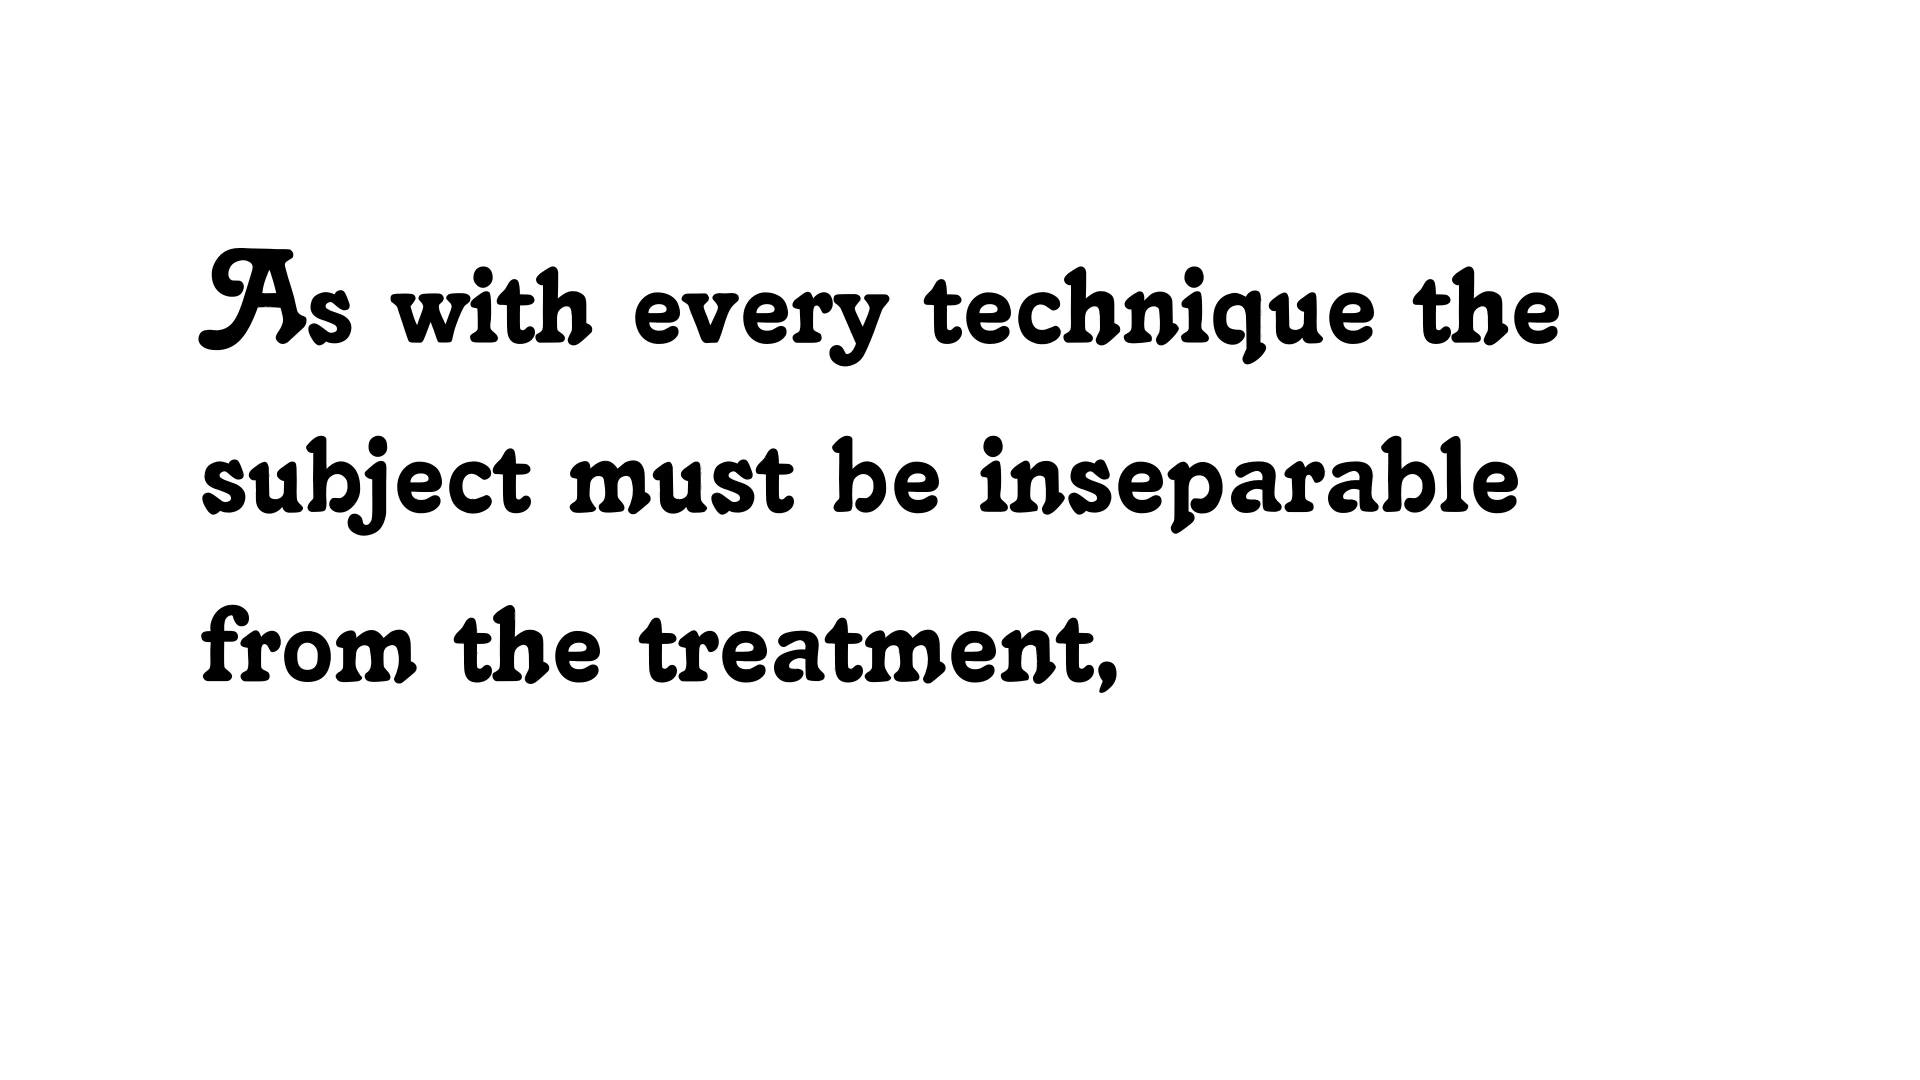 As with every technique the
subject must be inseparable
from the treatment,